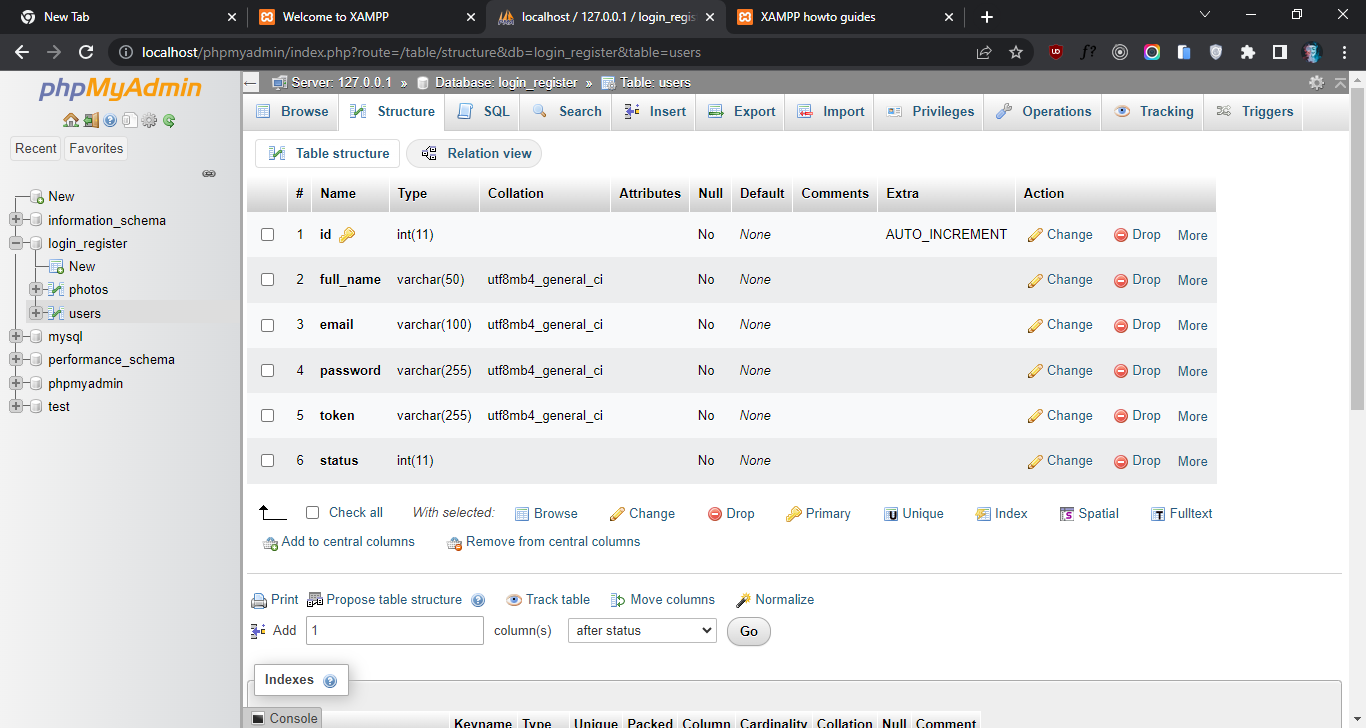 New Tab
Welcome to XAMPP
localhost / 127.0.0.1 / login_regis
XAMPP howto guides
localhost/phpmyadmin/index.php?route=/table/structure&db=login_register&table=users
phpMyAdmin
Recent Favorites
New
information_schema
login_register
New
photos
users
mysql
performance_schema
phpmyadmin
test
Server: 127.0.0.1 » Database: login_register » Table: users
Browse Structure SQL Search Insert Export Import Privileges Operations Tracking Triggers
Table structure Relation view
# Name Type Collation Attributes Null Default Comments Extra Action
1 id int(11) No None AUTO_INCREMENT Change Drop More
2 full_name varchar(50) utf8mb4_general_ci No None Change Drop More
3 email varchar(100) utf8mb4_general_ci No None Change Drop More
4 password varchar(255) utf8mb4_general_ci No None Change Drop More
5 token varchar(255) utf8mb4_general_ci No None Change Drop More
6 status int(11) No None Change Drop More
Check all With selected: Browse Change Drop Primary Unique Index Spatial Fulltext
Add to central columns Remove from central columns
Print Propose table structure Track table Move columns Normalize
Add 1 column(s) after status Go
Indexes
Console
Keyname Type Unique Packed Column Cardinality Collation Null Comment